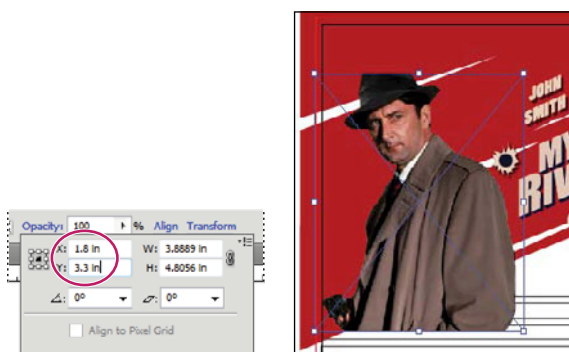 Opacity: 100 % Align Transform
X: 1.8 in W: 3.8889 in
Y: 3.3 in H: 4.8056 in
0° 0°
Align to Pixel Grid
JOHN
SMITH
MY
RIV